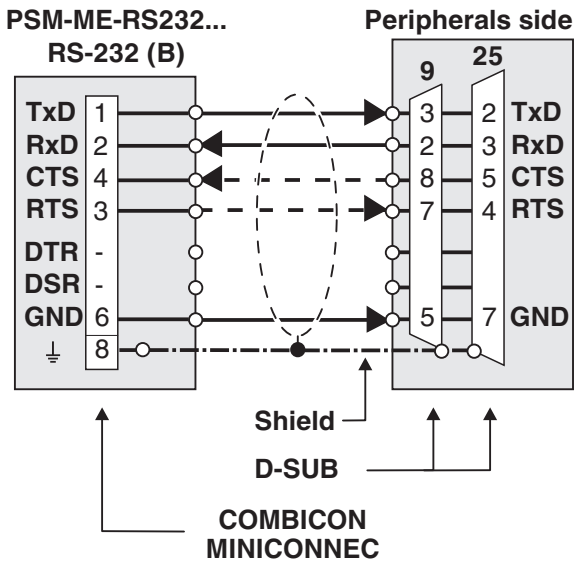 PSM-ME-RS232...
RS-232 (B)
Peripherals side
9
25
TxD 1 3 2 TxD
RxD 2 2 3 RxD
CTS 4 8 5 CTS
RTS 3 7 4 RTS
DTR -
DSR -
GND 6 5 7 GND
8
Shield
D-SUB
COMBICON
MINICONNEC